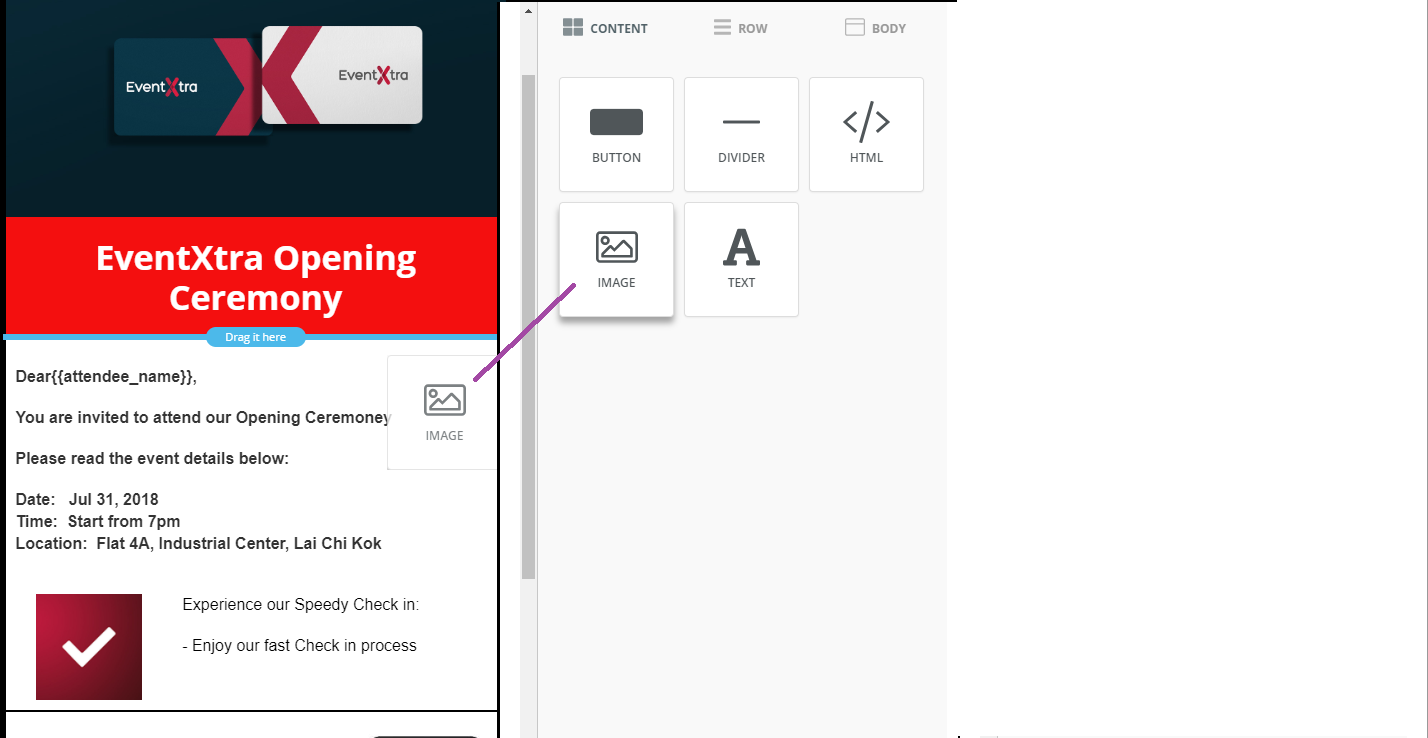 EventXtra
EventXtra
EventXtra Opening
Ceremony
Drag it here
Dear{{attendee_name}},
You are invited to attend our Opening Ceremoney
IMAGE
Please read the event details below:
Date: Jul 31, 2018
Time: Start from 7pm
Location: Flat 4A, Industrial Center, Lai Chi Kok
Experience our Speedy Check in:
- Enjoy our fast Check in process
CONTENT
ROW
BODY
BUTTON
DIVIDER
HTML
IMAGE
TEXT